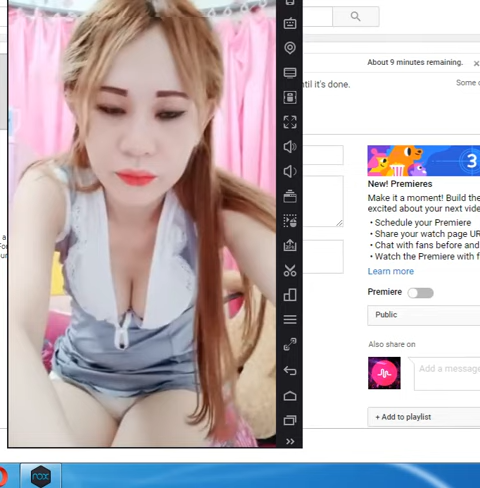 About 9 minutes remaining.
ntil it's done.
Some
3
New! Premieres
Make it a moment! Build the
excited about your next vide
• Schedule your Premiere
• Share your watch page UR
• Chat with fans before and
• Watch the Premiere with f
Learn more
Premiere
Public
Also share on
Add a message
+ Add to playlist
nox